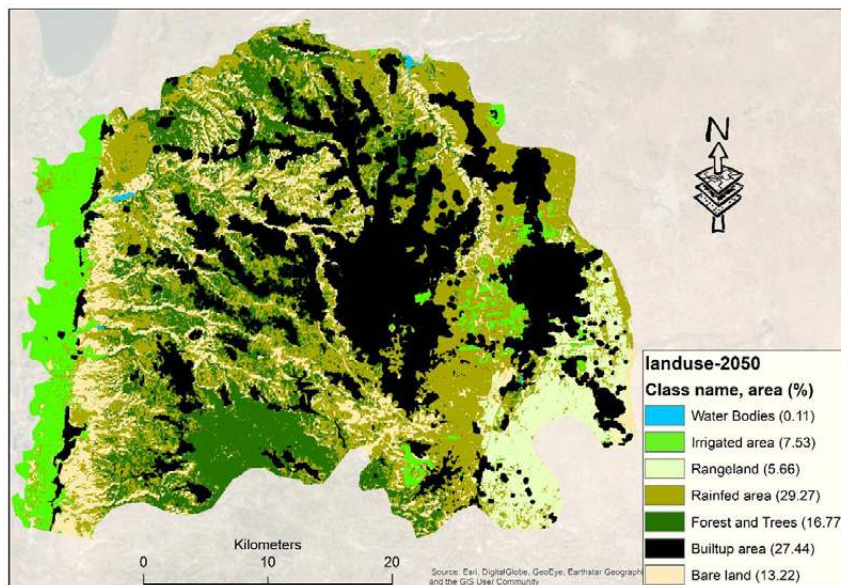 N
landuse-2050
Class name, area (%)
Water Bodies (0.11)
Irrigated area (7.53)
Rangeland (5.66)
Rainfed area (29.27)
Forest and Trees (16.77
Builtup area (27.44)
Bare land (13.22)
Kilometers
0 10 20
Source: Esri, DigitalGlobe, GeoEye, Earthstar Geographi
and the GIS User Community